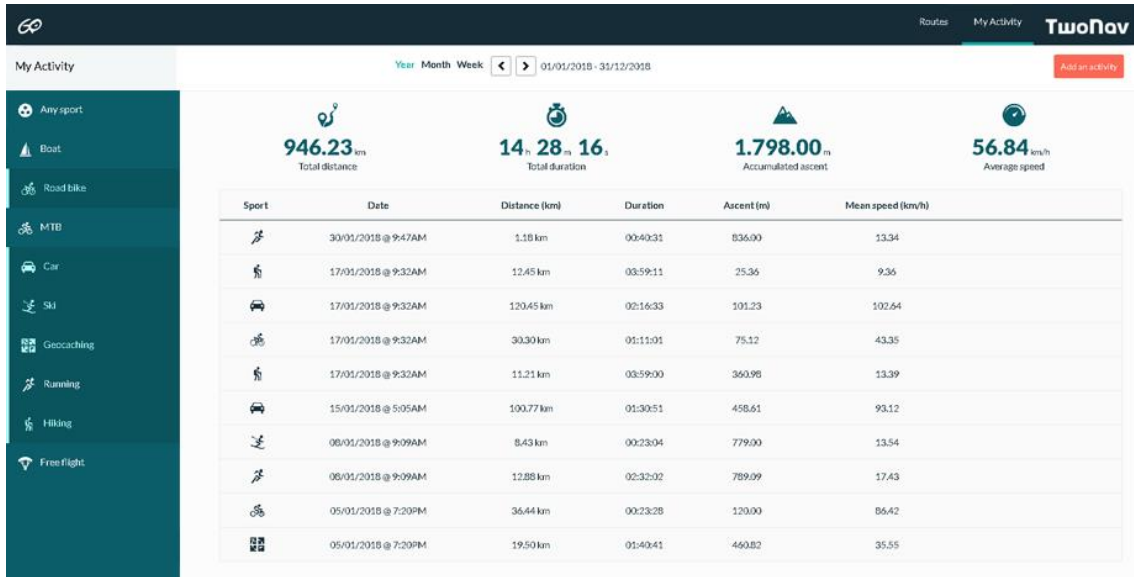 GO Routes My Activity TwoNav
My Activity Year Month Week 01/01/2018 - 31/12/2018 Add an activity
Any sport
Boat
Road bike
MTB
Car
Ski
Geocaching
Running
Hiking
Free flight
946.23 km 14 h 28 m 16 s 1.798.00 m 56.84 km/h
Total distance Total duration Accumulated ascent Average speed
Sport Date Distance (km) Duration Ascent (m) Mean speed (km/h)
30/01/2018 @ 9:47AM 1.18 km 00:40:31 836.00 13.34
17/01/2018 @ 9:32AM 12.45 km 03:59:11 25.36 9.36
17/01/2018 @ 9:32AM 120.45 km 02:16:33 101.23 102.64
17/01/2018 @ 9:32AM 30.30 km 01:11:01 75.12 43.35
17/01/2018 @ 9:32AM 11.21 km 03:59:00 360.98 13.39
15/01/2018 @ 5:05AM 100.77 km 01:30:51 458.61 93.12
08/01/2018 @ 9:09AM 8.43 km 00:23:04 779.00 13.54
08/01/2018 @ 9:09AM 12.88 km 02:32:02 789.09 17.43
05/01/2018 @ 7:20PM 36.44 km 00:23:28 120.00 86.42
05/01/2018 @ 7:20PM 19.50 km 01:40:41 460.82 35.55